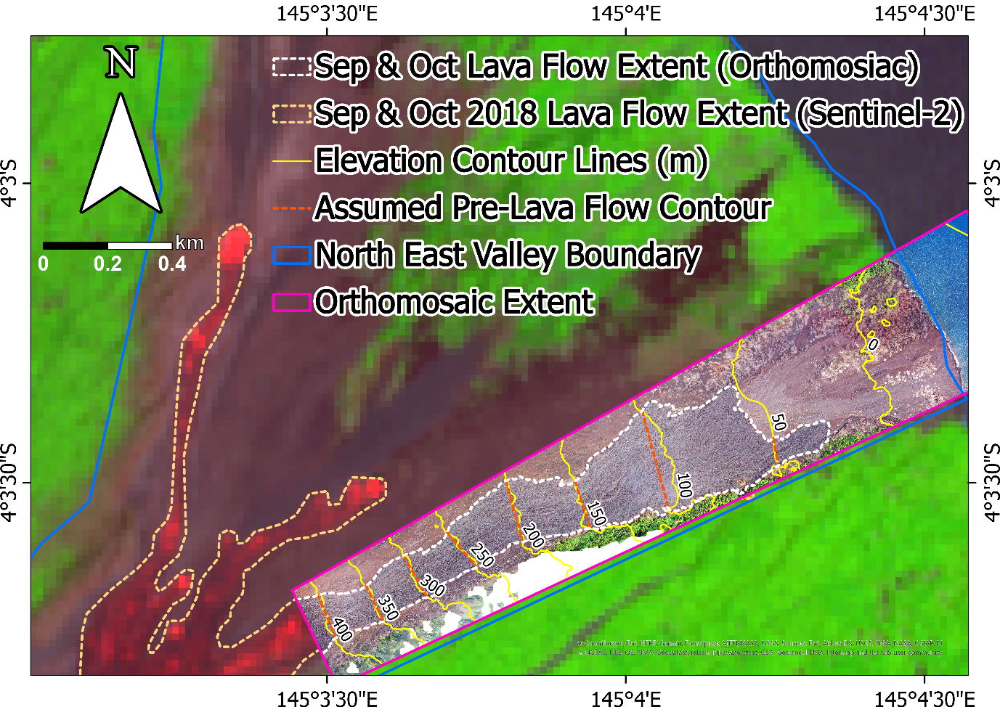 145°3'30"E 145°4'E 145°4'30"E
N
Sep & Oct Lava Flow Extent (Orthomosiac)
Sep & Oct 2018 Lava Flow Extent (Sentinel-2)
Elevation Contour Lines (m)
4°3'S 4°3'S
Assumed Pre-Lava Flow Contour
km
0 0.2 0.4
North East Valley Boundary
Orthomosaic Extent
0
50
4°3'30"S 4°3'30"S
100
150
200
250
300
350
400
145°3'30"E 145°4'E 145°4'30"E